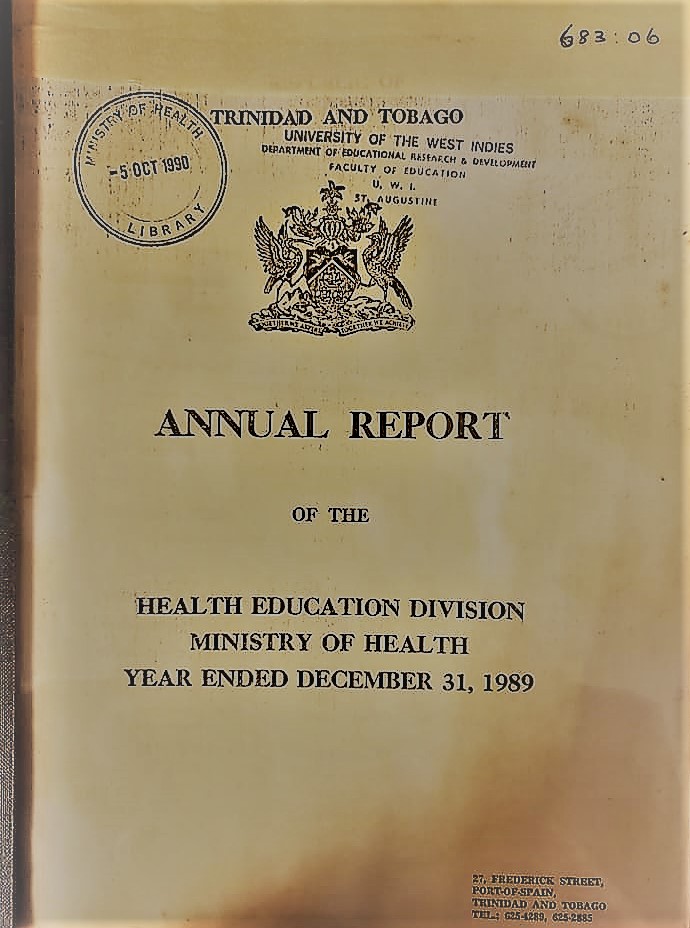 683:06
TRINIDAD AND TOBAGO
UNIVERSITY OF THE WEST INDIES
DEPARTMENT OF EDUCATIONAL RESEARCH & DEVELOPMENT
FACULTY OF EDUCATION
U. W. I.
ST. AUGUSTINE
MINISTRY OF HEALTH
-5 OCT 1990
LIBRARY
TOGETHER WE ASPIRE TOGETHER WE ACHIEVE
ANNUAL REPORT
OF THE
HEALTH EDUCATION DIVISION
MINISTRY OF HEALTH
YEAR ENDED DECEMBER 31, 1989
27, FREDERICK STREET,
PORT-OF-SPAIN,
TRINIDAD AND TOBAGO
TEL.: 625-4289, 625-2885